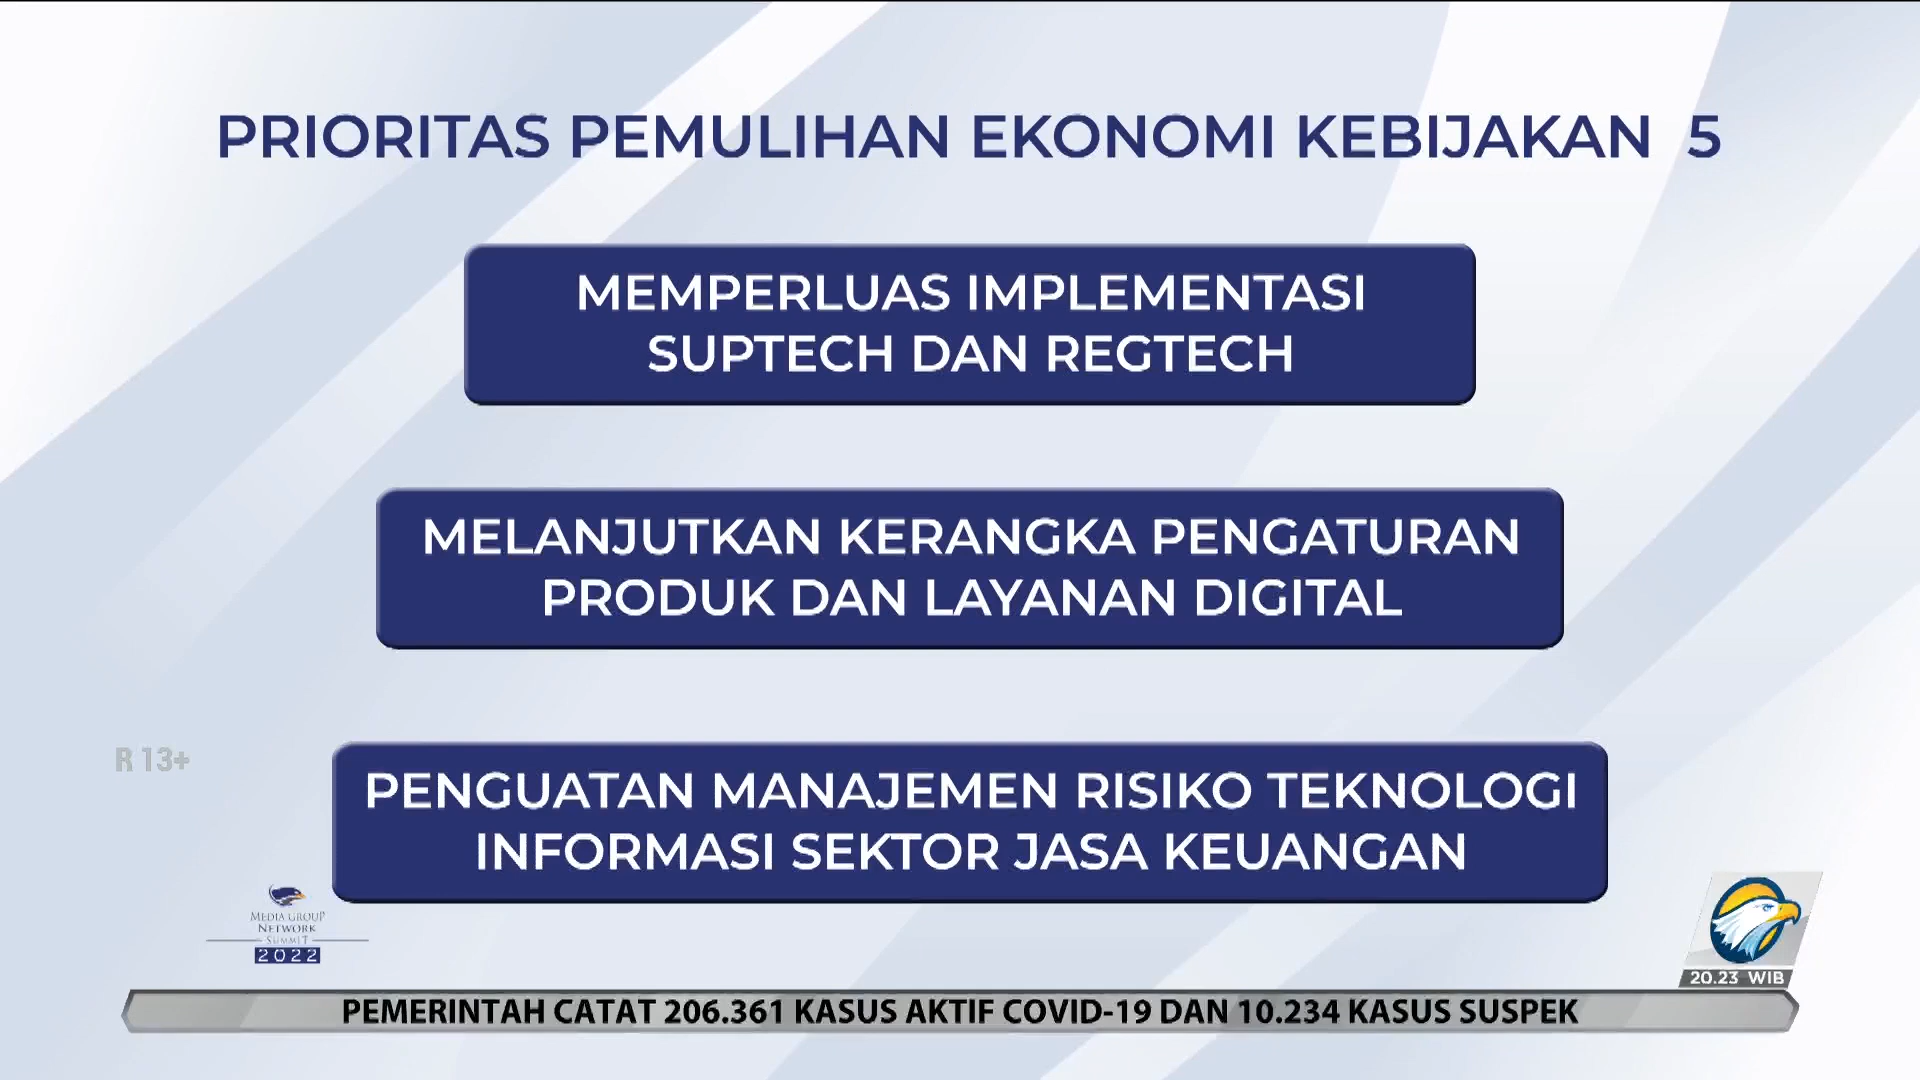 PRIORITAS PEMULIHAN EKONOMI KEBIJAKAN 5
MEMPERLUAS IMPLEMENTASI
SUPTECH DAN REGTECH
MELANJUTKAN KERANGKA PENGATURAN
PRODUK DAN LAYANAN DIGITAL
R 13+
PENGUATAN MANAJEMEN RISIKO TEKNOLOGI
INFORMASI SEKTOR JASA KEUANGAN
MEDIA GROUP
NETWORK
SUMMIT
2022
20.23 WIB
PEMERINTAH CATAT 206.361 KASUS AKTIF COVID-19 DAN 10.234 KASUS SUSPEK